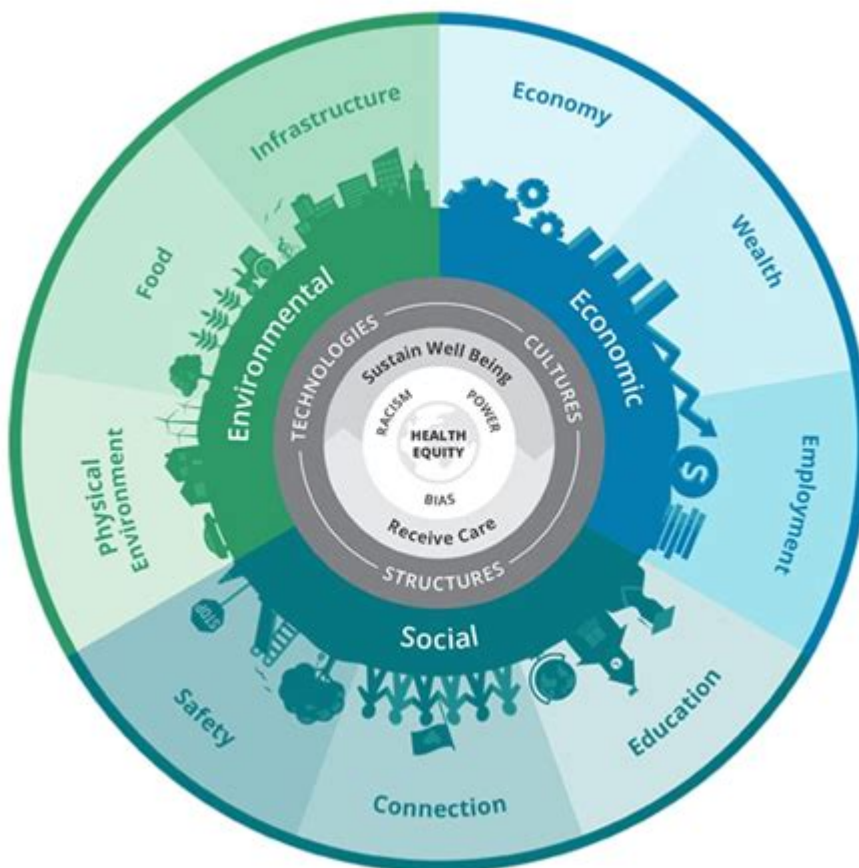 Infrastructure
Economy
Wealth
Employment
Education
Connection
Safety
Physical
Environment
Food
Environmental
Economic
Social
STOP
TECHNOLOGIES
CULTURES
STRUCTURES
Sustain Well Being
Receive Care
RACISM
POWER
BIAS
HEALTH
EQUITY
$